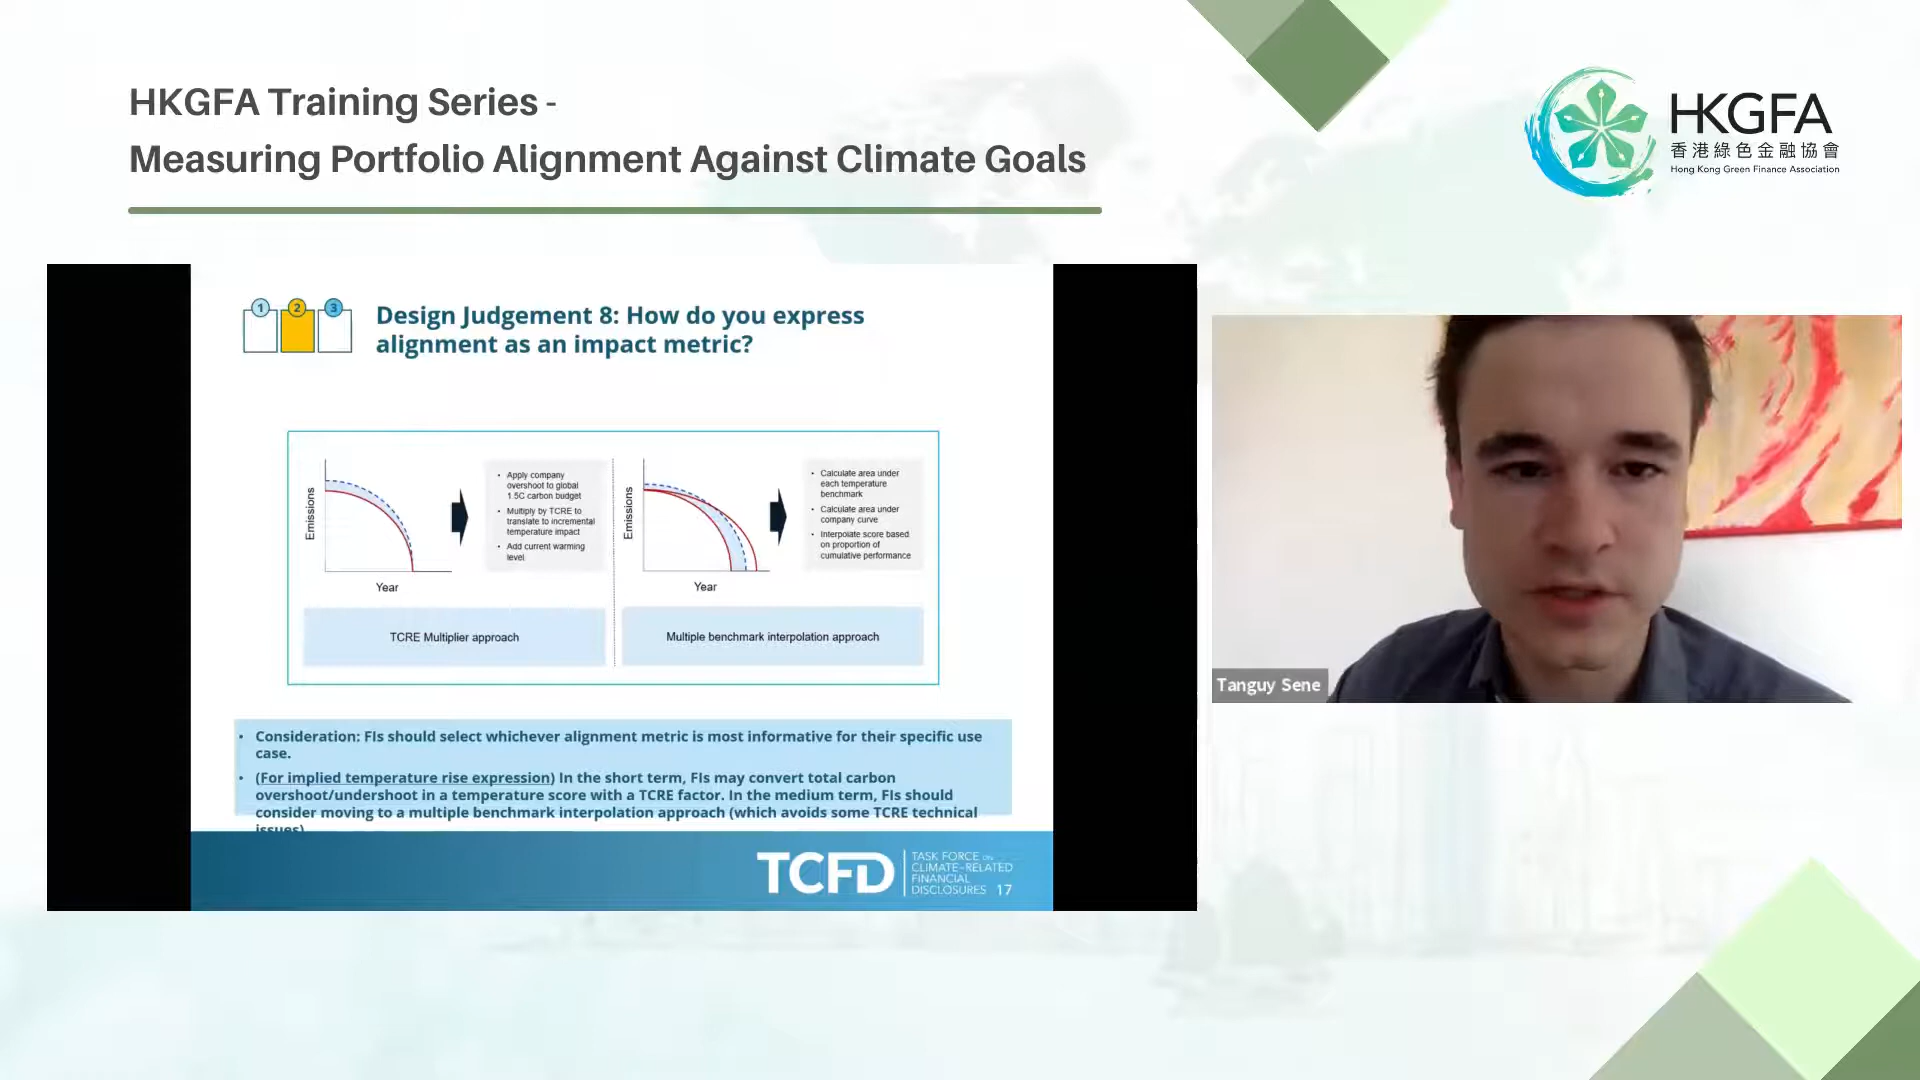 HKGFA Training Series -
Measuring Portfolio Alignment Against Climate Goals
HKGFA
香港綠色金融協會
Hong Kong Green Finance Association
1 2 3
Design Judgement 8: How do you express
alignment as an impact metric?
Emissions
Year
• Apply company
overshoot to global
1.5C carbon budget
• Multiply by TCRE to
translate to incremental
temperature impact
• Add current warming
level
TCRE Multiplier approach
Emissions
Year
• Calculate area under
each temperature
benchmark
• Calculate area under
company curve
• Interpolate score based
on proportion of
cumulative performance
Multiple benchmark interpolation approach
• Consideration: FIs should select whichever alignment metric is most informative for their specific use
case.
• (For implied temperature rise expression) In the short term, FIs may convert total carbon
overshoot/undershoot in a temperature score with a TCRE factor. In the medium term, FIs should
consider moving to a multiple benchmark interpolation approach (which avoids some TCRE technical
issues)
TCFD
TASK FORCE ON
CLIMATE-RELATED
FINANCIAL
DISCLOSURES 17
Tanguy Sene